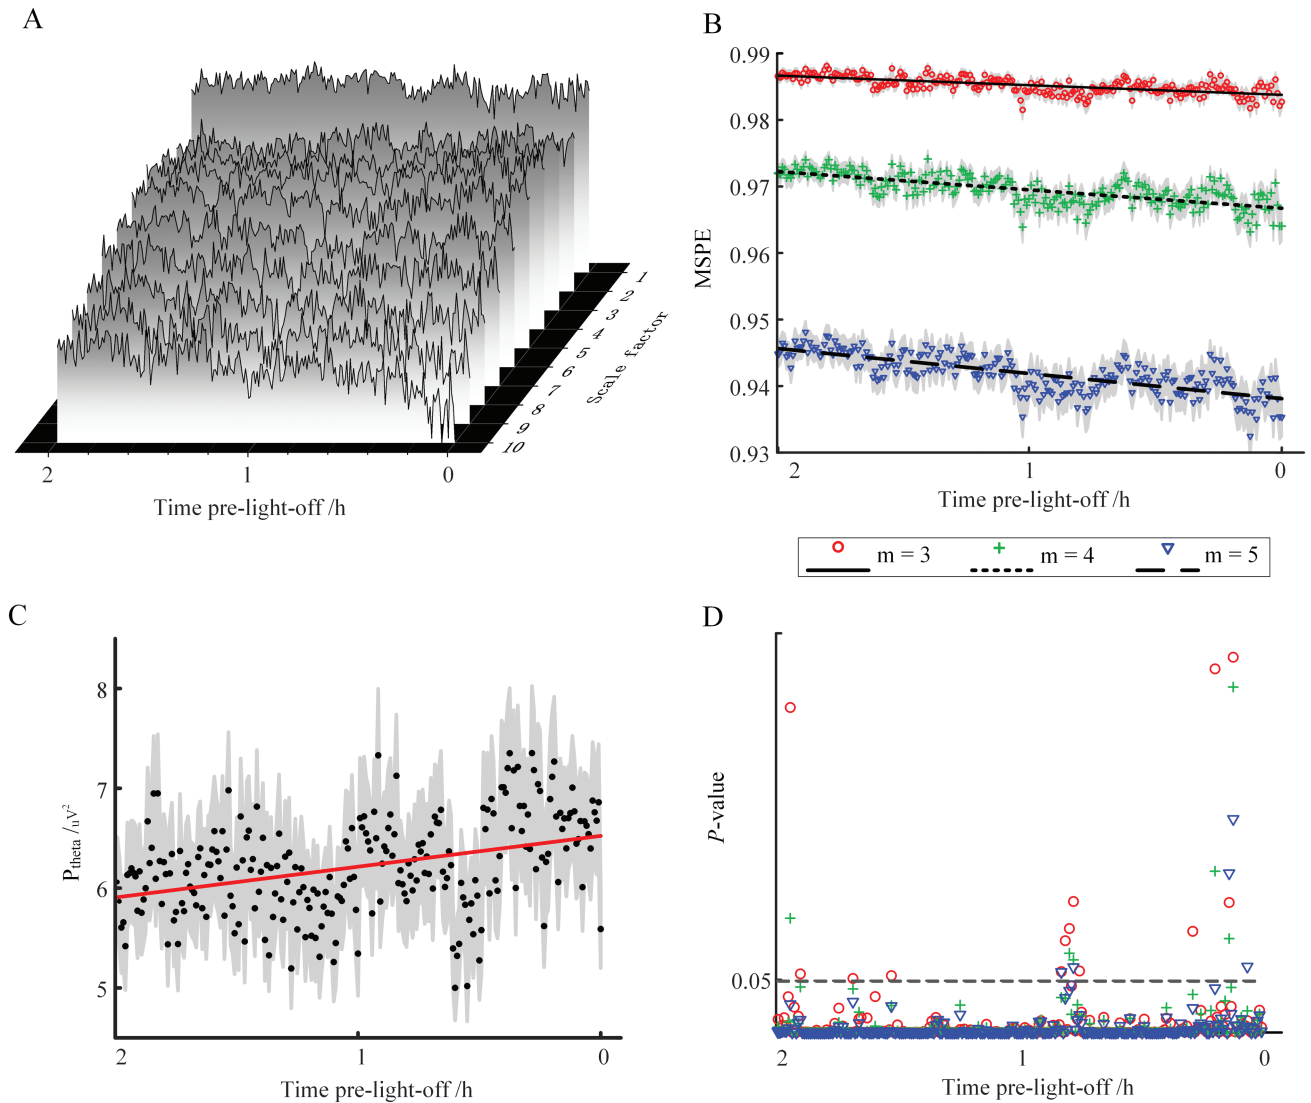 A
1
2
3
4
5
6
7
8
9
10
Scale factor
2 1 0
Time pre-light-off /h
B
0.99
0.98
0.97
0.96
0.95
0.94
0.93
MSPE
2 1 0
Time pre-light-off /h
m = 3 m = 4 m = 5
C
8
7
6
5
Ptheta /uV²
2 1 0
Time pre-light-off /h
D
P-value
0.05
2 1 0
Time pre-light-off /h